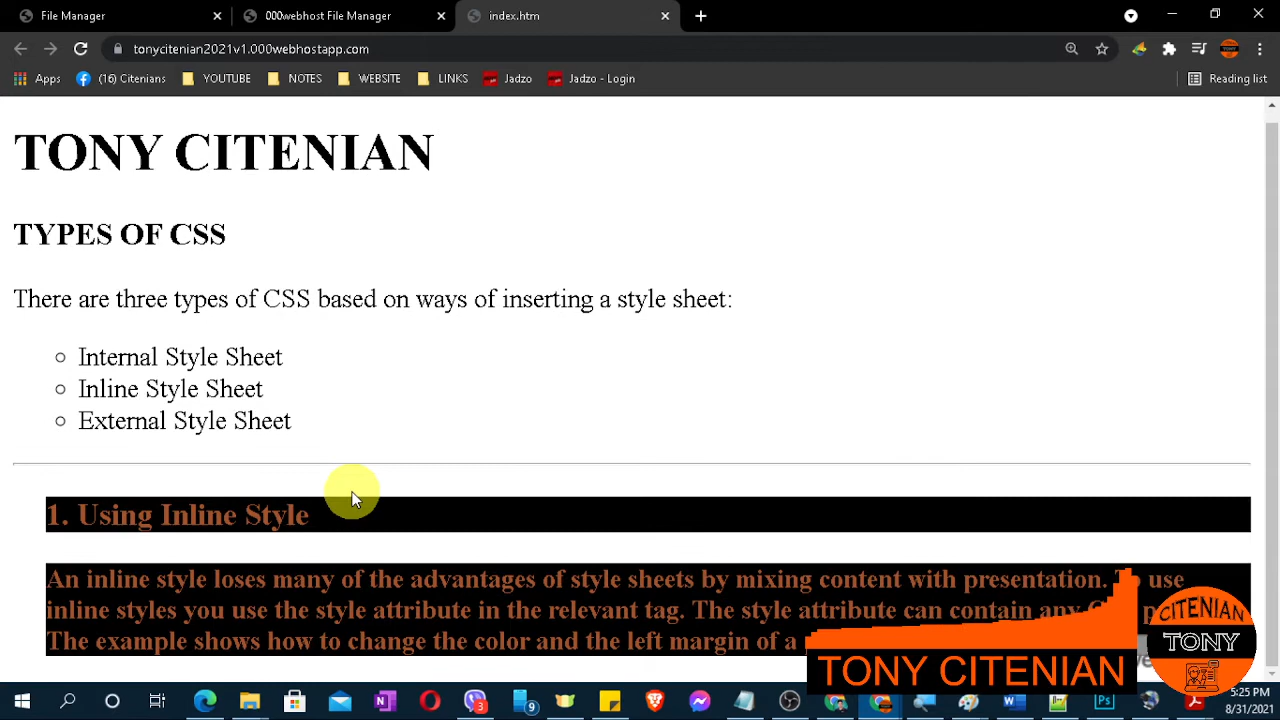 File Manager
000webhost File Manager
index.htm
tonycitenian2021v1.000webhostapp.com
Apps
(16) Citenians
YOUTUBE
NOTES
WEBSITE
LINKS
Jadzo
Jadzo - Login
Reading list
TONY CITENIAN
TYPES OF CSS
There are three types of CSS based on ways of inserting a style sheet:
Internal Style Sheet
Inline Style Sheet
External Style Sheet
1. Using Inline Style
An inline style loses many of the advantages of style sheets by mixing content with presentation. To use
inline styles you use the style attribute in the relevant tag. The style attribute can contain any
The example shows how to change the color and the left margin of a
TONY CITENIAN
CITENIAN
TONY
3
9
Ps
5:25 PM
8/31/2021